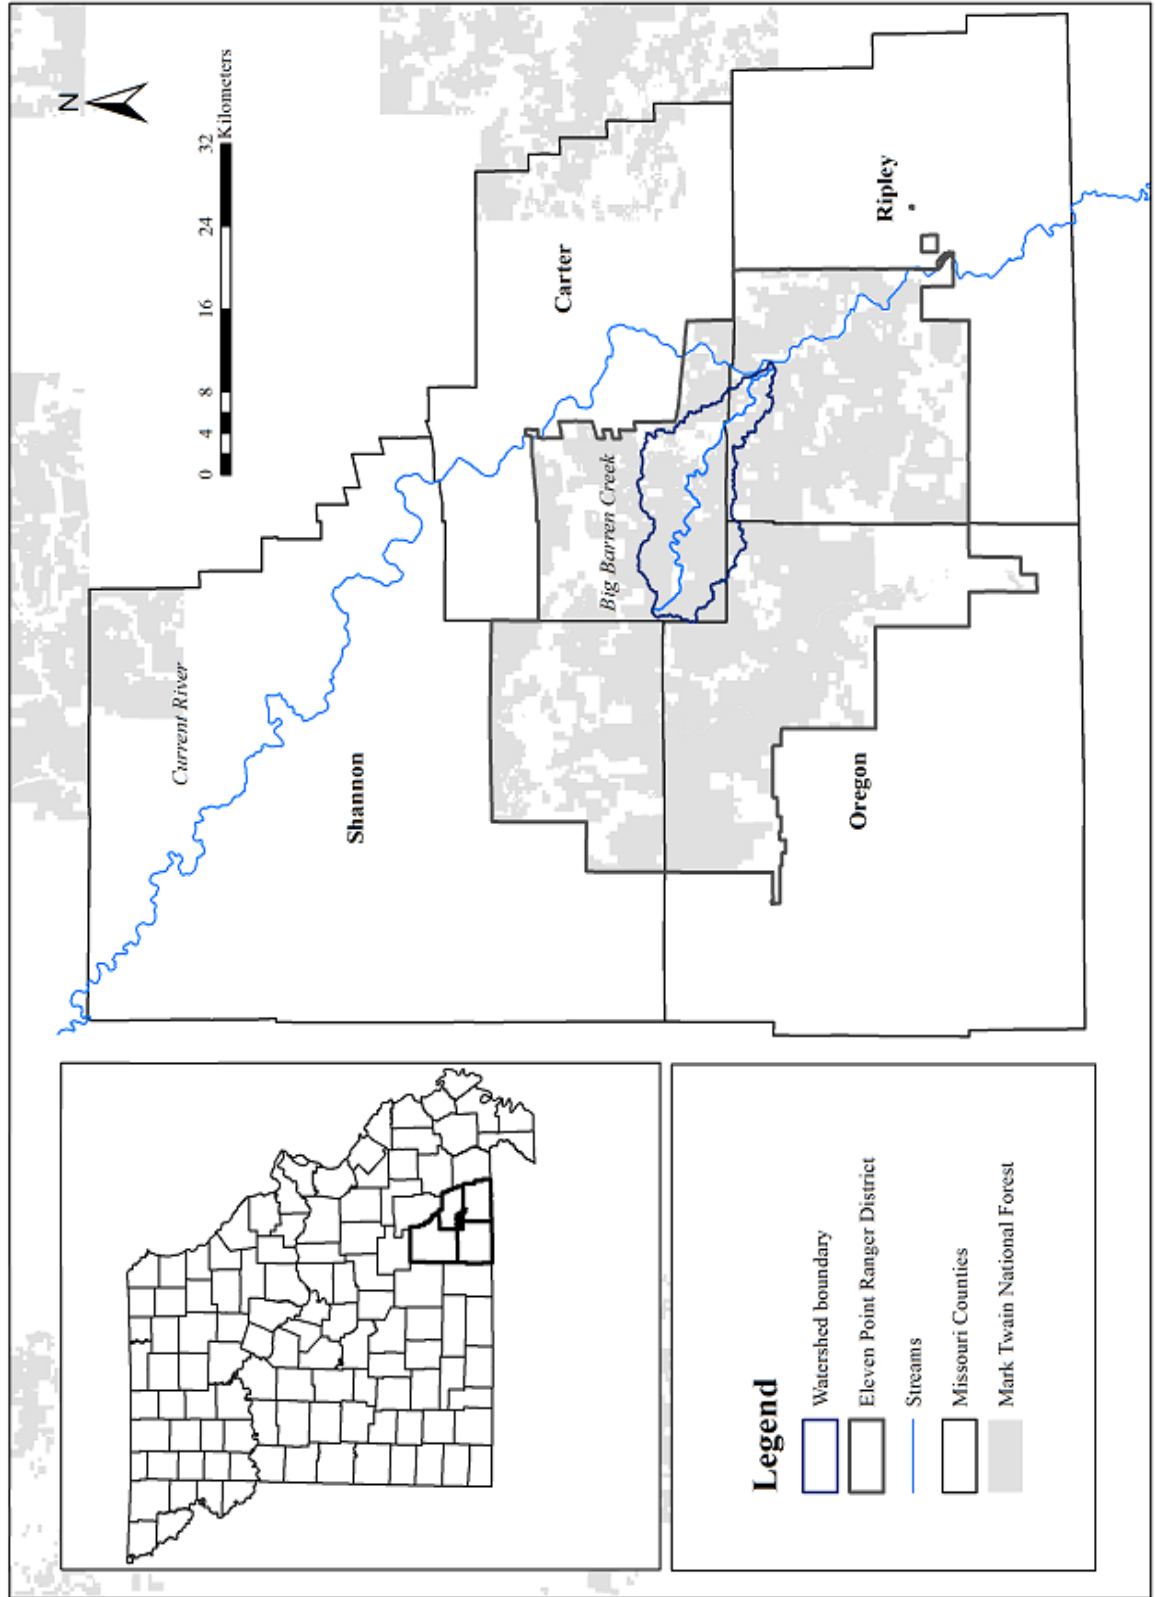 N
0 4 8 16 24 32
Kilometers
Current River
Shannon
Carter
Big Barren Creek
Ripley
Oregon
Legend
Watershed boundary
Eleven Point Ranger District
Streams
Missouri Counties
Mark Twain National Forest